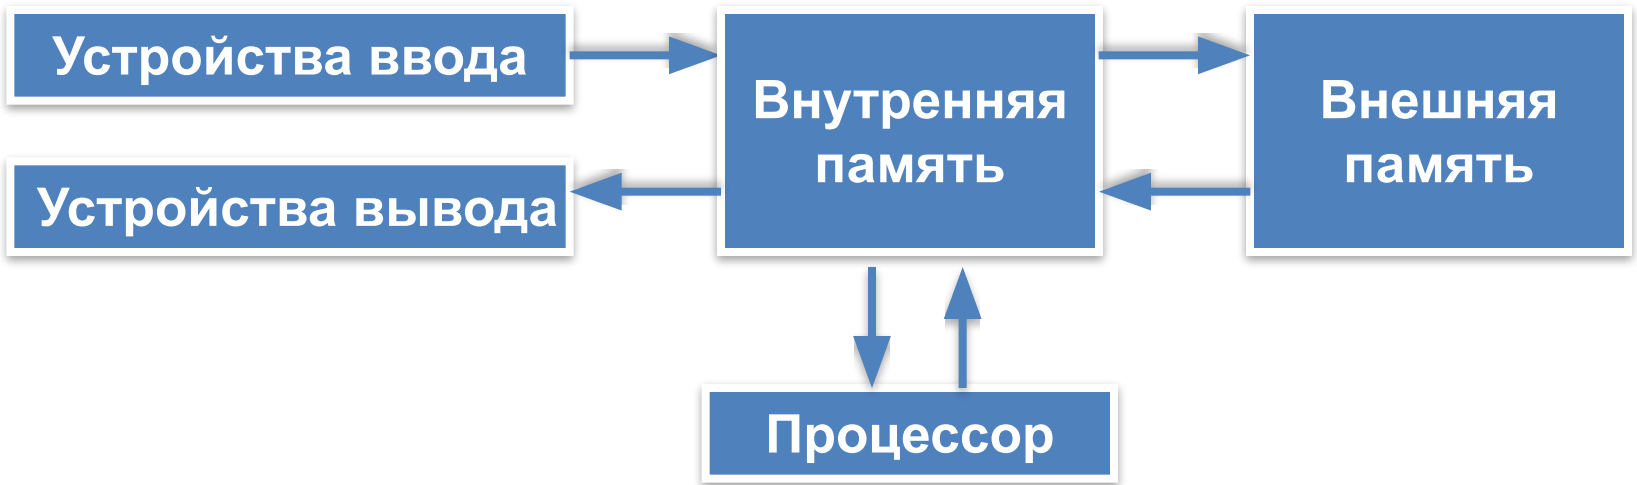 Устройства ввода
Устройства вывода
Внутренняя
память
Внешняя
память
Процессор